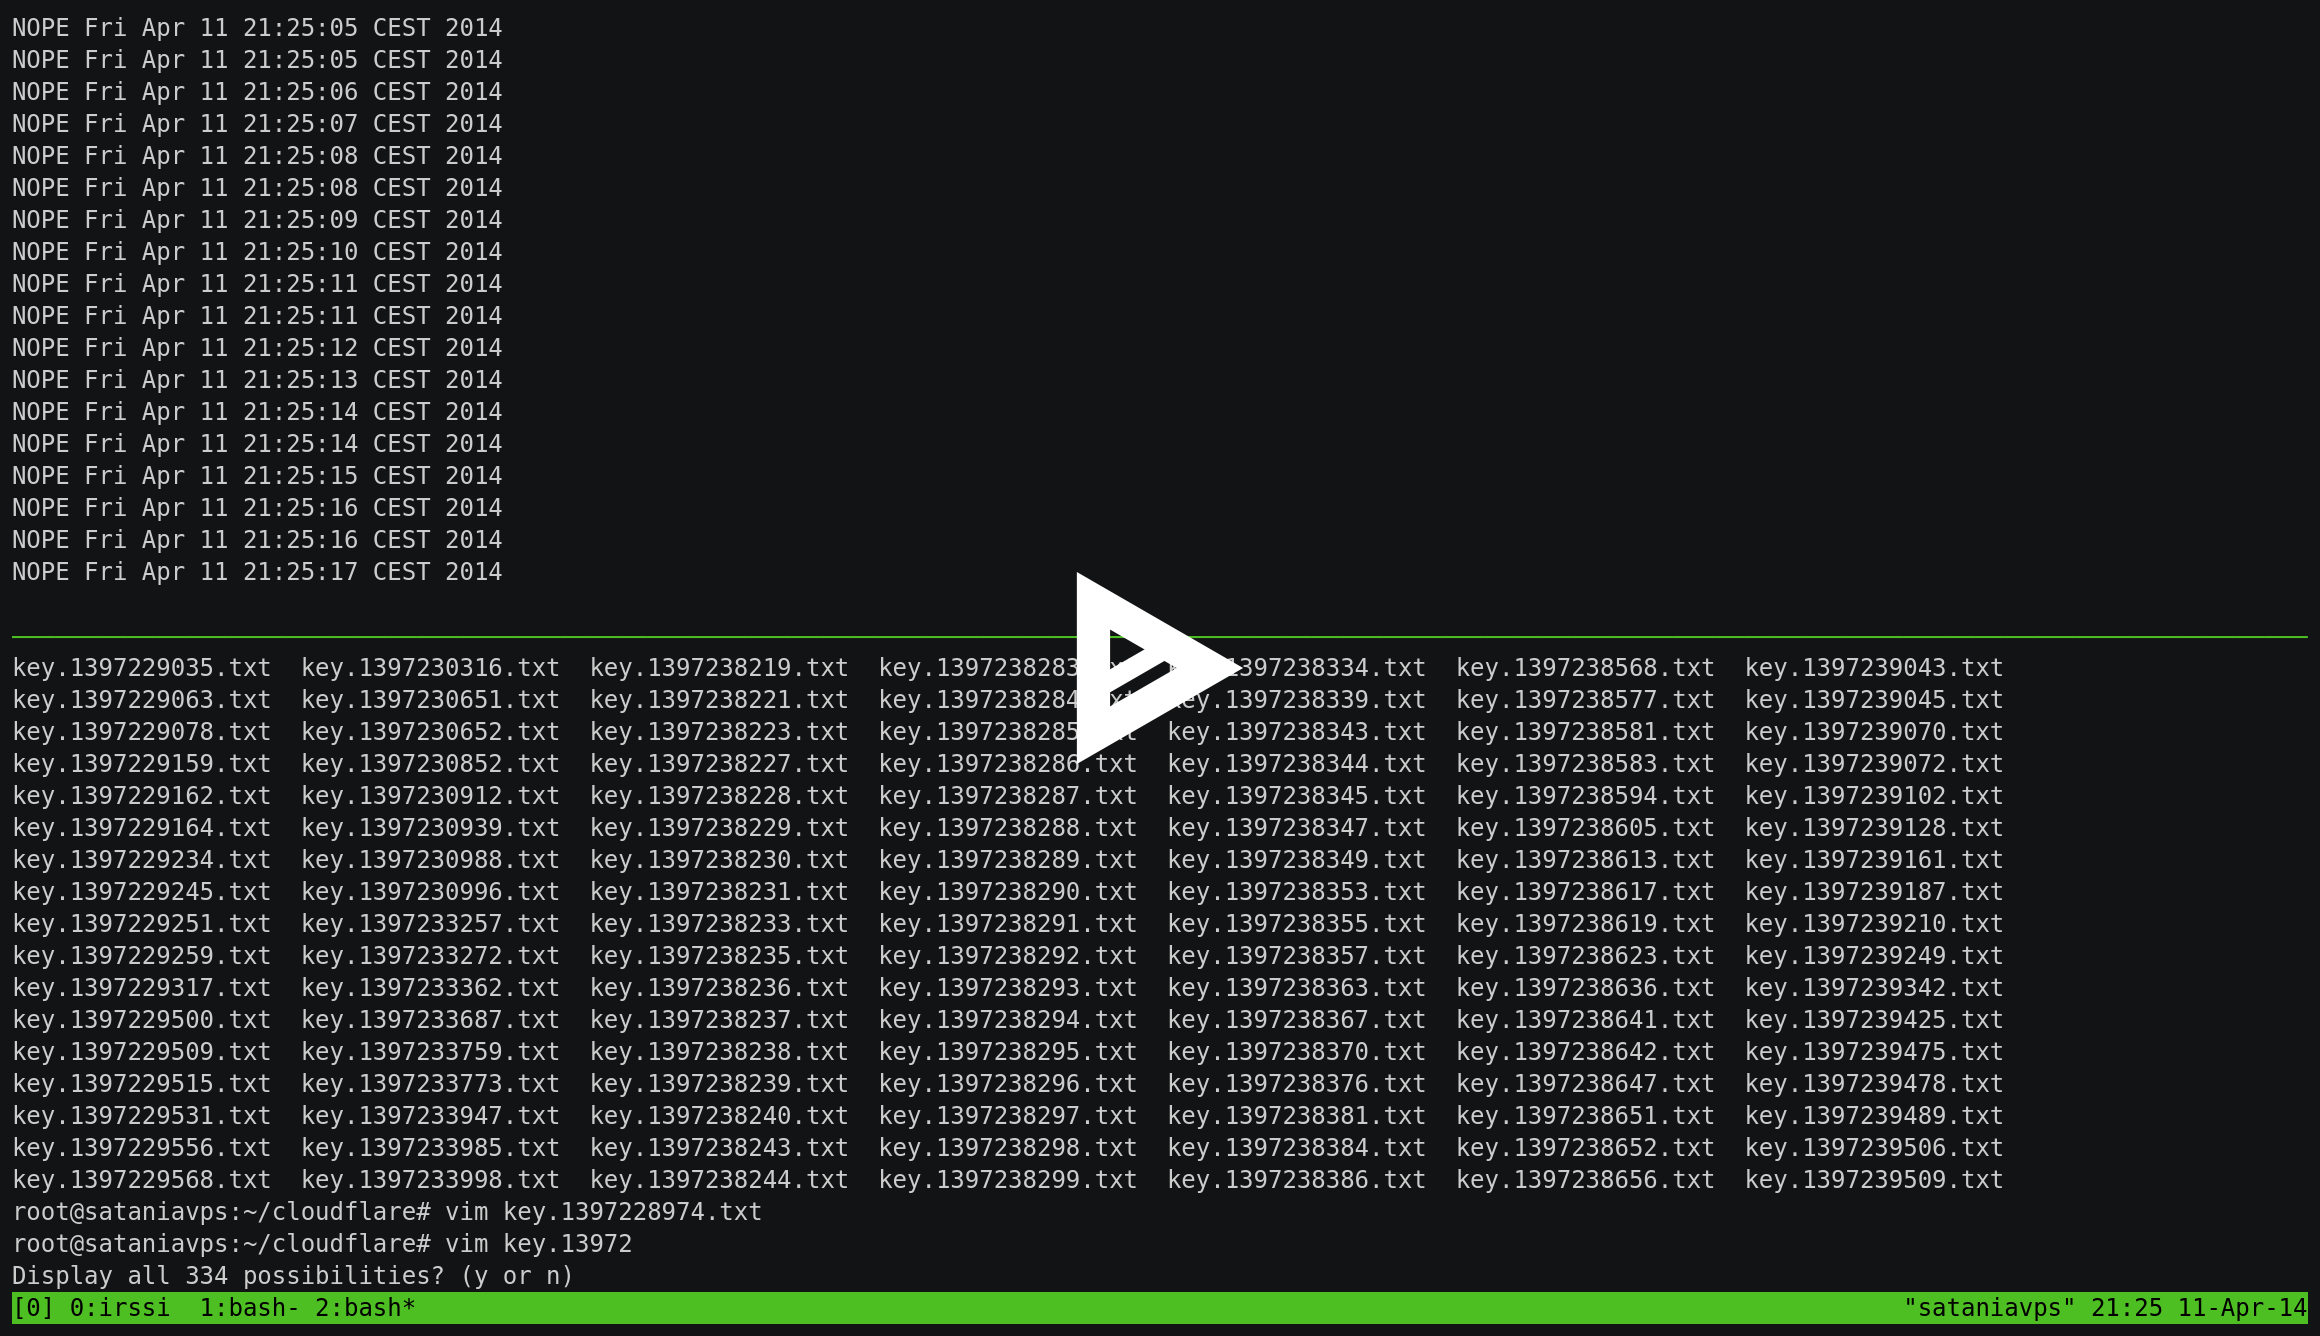 NOPE Fri Apr 11 21:25:05 CEST 2014
NOPE Fri Apr 11 21:25:05 CEST 2014
NOPE Fri Apr 11 21:25:06 CEST 2014
NOPE Fri Apr 11 21:25:07 CEST 2014
NOPE Fri Apr 11 21:25:08 CEST 2014
NOPE Fri Apr 11 21:25:08 CEST 2014
NOPE Fri Apr 11 21:25:09 CEST 2014
NOPE Fri Apr 11 21:25:10 CEST 2014
NOPE Fri Apr 11 21:25:11 CEST 2014
NOPE Fri Apr 11 21:25:11 CEST 2014
NOPE Fri Apr 11 21:25:12 CEST 2014
NOPE Fri Apr 11 21:25:13 CEST 2014
NOPE Fri Apr 11 21:25:14 CEST 2014
NOPE Fri Apr 11 21:25:14 CEST 2014
NOPE Fri Apr 11 21:25:15 CEST 2014
NOPE Fri Apr 11 21:25:16 CEST 2014
NOPE Fri Apr 11 21:25:16 CEST 2014
NOPE Fri Apr 11 21:25:17 CEST 2014
key.1397229035.txt  key.1397230316.txt  key.1397238219.txt  key.1397238283 1397238334.txt  key.1397238568.txt  key.1397239043.txt
key.1397229063.txt  key.1397230651.txt  key.1397238221.txt  key.1397238284 key.1397238339.txt  key.1397238577.txt  key.1397239045.txt
key.1397229078.txt  key.1397230652.txt  key.1397238223.txt  key.1397238285 key.1397238343.txt  key.1397238581.txt  key.1397239070.txt
key.1397229159.txt  key.1397230852.txt  key.1397238227.txt  key.1397238286.txt  key.1397238344.txt  key.1397238583.txt  key.1397239072.txt
key.1397229162.txt  key.1397230912.txt  key.1397238228.txt  key.1397238287.txt  key.1397238345.txt  key.1397238594.txt  key.1397239102.txt
key.1397229164.txt  key.1397230939.txt  key.1397238229.txt  key.1397238288.txt  key.1397238347.txt  key.1397238605.txt  key.1397239128.txt
key.1397229234.txt  key.1397230988.txt  key.1397238230.txt  key.1397238289.txt  key.1397238349.txt  key.1397238613.txt  key.1397239161.txt
key.1397229245.txt  key.1397230996.txt  key.1397238231.txt  key.1397238290.txt  key.1397238353.txt  key.1397238617.txt  key.1397239187.txt
key.1397229251.txt  key.1397233257.txt  key.1397238233.txt  key.1397238291.txt  key.1397238355.txt  key.1397238619.txt  key.1397239210.txt
key.1397229259.txt  key.1397233272.txt  key.1397238235.txt  key.1397238292.txt  key.1397238357.txt  key.1397238623.txt  key.1397239249.txt
key.1397229317.txt  key.1397233362.txt  key.1397238236.txt  key.1397238293.txt  key.1397238363.txt  key.1397238636.txt  key.1397239342.txt
key.1397229500.txt  key.1397233687.txt  key.1397238237.txt  key.1397238294.txt  key.1397238367.txt  key.1397238641.txt  key.1397239425.txt
key.1397229509.txt  key.1397233759.txt  key.1397238238.txt  key.1397238295.txt  key.1397238370.txt  key.1397238642.txt  key.1397239475.txt
key.1397229515.txt  key.1397233773.txt  key.1397238239.txt  key.1397238296.txt  key.1397238376.txt  key.1397238647.txt  key.1397239478.txt
key.1397229531.txt  key.1397233947.txt  key.1397238240.txt  key.1397238297.txt  key.1397238381.txt  key.1397238651.txt  key.1397239489.txt
key.1397229556.txt  key.1397233985.txt  key.1397238243.txt  key.1397238298.txt  key.1397238384.txt  key.1397238652.txt  key.1397239506.txt
key.1397229568.txt  key.1397233998.txt  key.1397238244.txt  key.1397238299.txt  key.1397238386.txt  key.1397238656.txt  key.1397239509.txt
root@sataniavps:~/cloudflare# vim key.1397228974.txt
root@sataniavps:~/cloudflare# vim key.13972
Display all 334 possibilities? (y or n)
[0] 0:irssi  1:bash- 2:bash* "sataniavps" 21:25 11-Apr-14